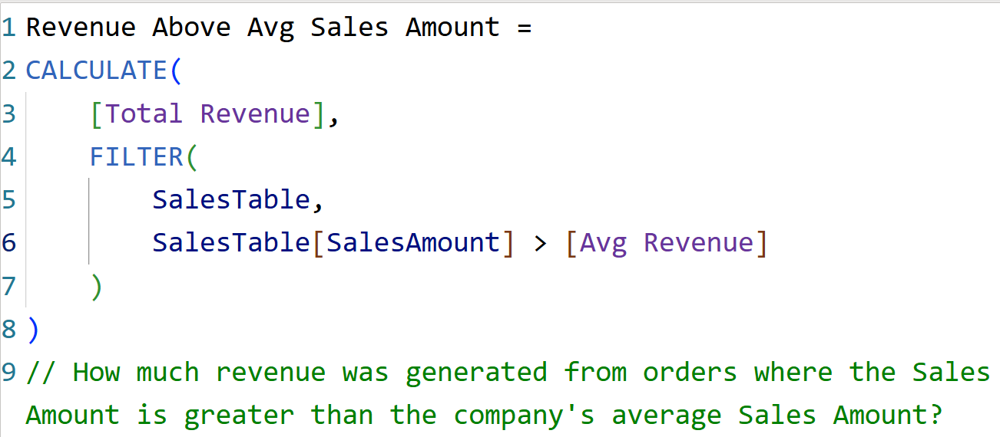 1 Revenue Above Avg Sales Amount =
2 CALCULATE(
3 [Total Revenue],
4 FILTER(
5 SalesTable,
6 SalesTable[SalesAmount] > [Avg Revenue]
7 )
8 )
9 // How much revenue was generated from orders where the Sales
Amount is greater than the company's average Sales Amount?